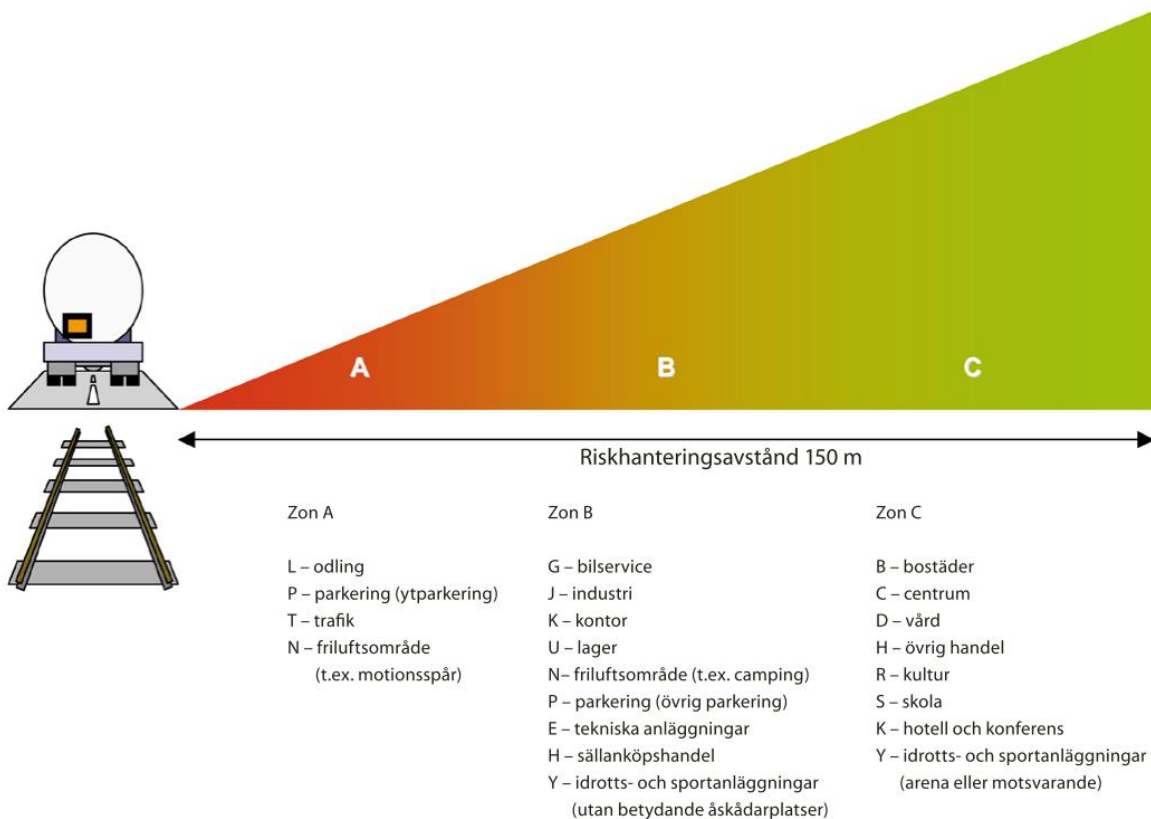 A
B
C
Riskhanteringsavstånd 150 m
Zon A
L – odling
P – parkering (ytparkering)
T – trafik
N – friluftsområde
(t.ex. motionsspår)
Zon B
G – bilservice
J – industri
K – kontor
U – lager
N– friluftsområde (t.ex. camping)
P – parkering (övrig parkering)
E – tekniska anläggningar
H – sällanköpshandel
Y – idrotts- och sportanläggningar
(utan betydande åskådarplatser)
Zon C
B – bostäder
C – centrum
D – vård
H – övrig handel
R – kultur
S – skola
K – hotell och konferens
Y – idrotts- och sportanläggningar
(arena eller motsvarande)